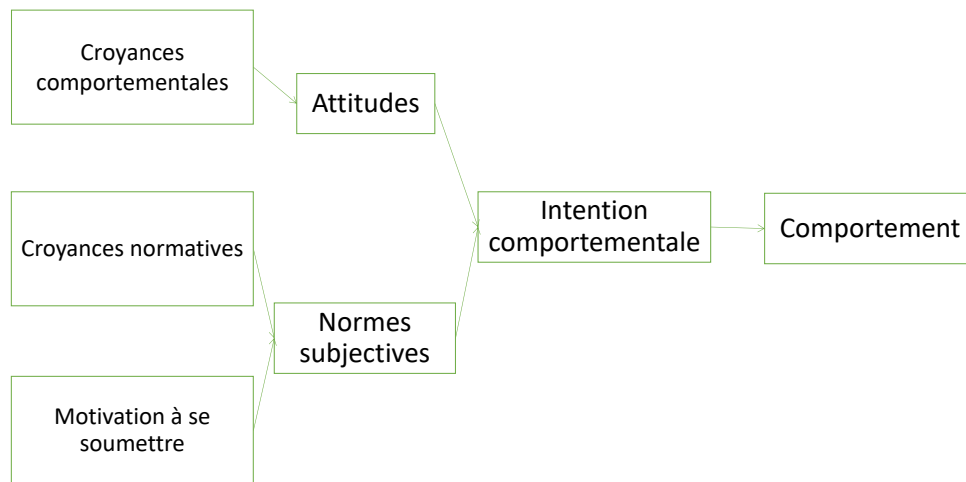 Croyances
comportementales
Attitudes
Croyances normatives
Intention
comportementale
Comportement
Normes
subjectives
Motivation à se
soumettre